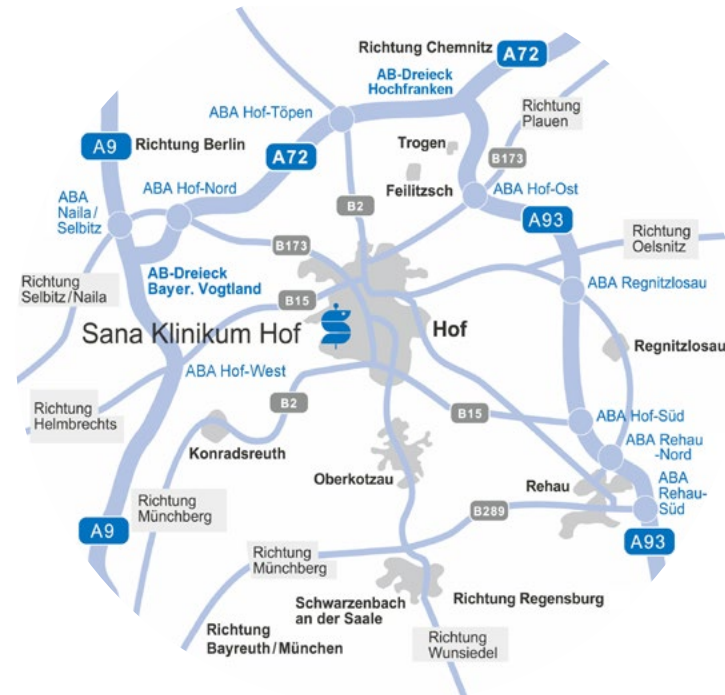 Richtung Chemnitz
A72
AB-Dreieck
Hochfranken
ABA Hof-Töpen
Richtung
Plauen
A9
Richtung Berlin
A72
Trogen
B173
Feilitzsch
ABA
Naila/
Selbitz
ABA Hof-Nord
ABA Hof-Ost
B2
A93
B173
Richtung
Oelsnitz
Richtung
Selbitz/Naila
AB-Dreieck
Bayer. Vogtland
ABA Regnitzlosau
B15
Sana Klinikum Hof
Hof
Regnitzlosau
ABA Hof-West
Richtung
Helmbrechts
B2
B15
ABA Hof-Süd
Konradsreuth
ABA Rehau
-Nord
Oberkotzau
Rehau
ABA
Rehau-
Süd
Richtung
Münchberg
B289
A9
A93
Richtung
Münchberg
Schwarzenbach
an der Saale
Richtung Regensburg
Richtung
Bayreuth/München
Richtung
Wunsiedel